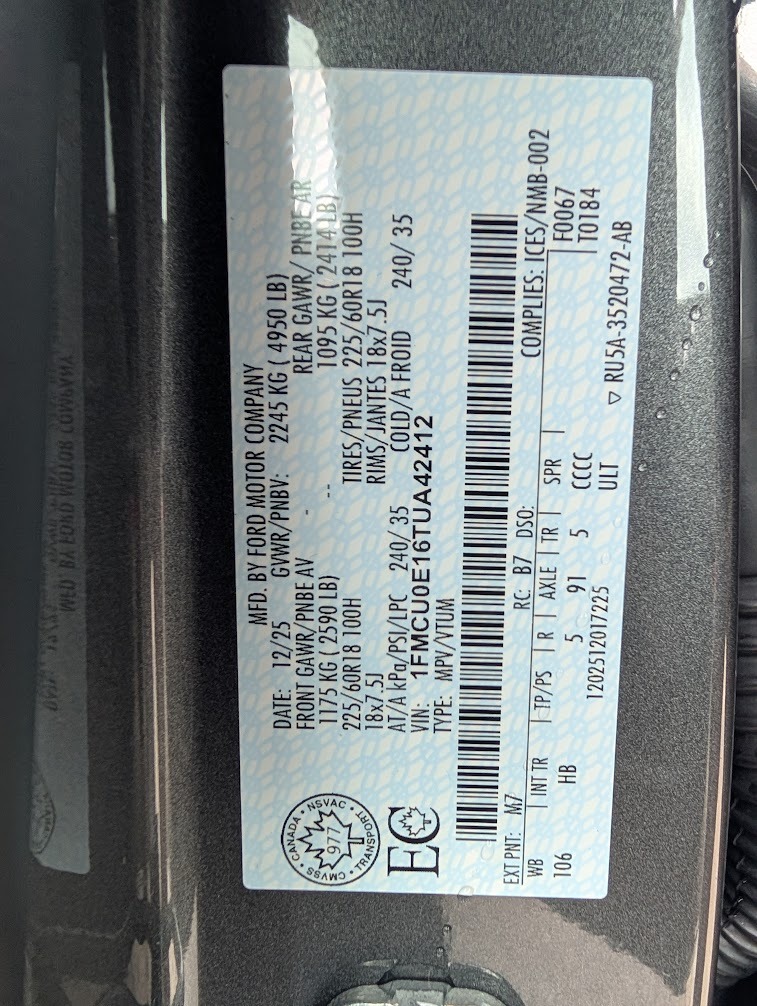 MFD. BY FORD MOTOR COMPANY
DATE: 12/25 GVWR/PNBV: 2245 KG ( 4950 LB)
FRONT GAWR/PNBE AV - REAR GAWR/ PNBE AR
1175 KG (2590 LB) -- 1095 KG ( 2414 LB)
225/60R18 100H TIRES/PNEUS 225/60R18 100H
18x7.5J RIMS/JANTES 18x7.5J
AT/A kPa/PSI/LPC 240/ 35 COLD/A FROID 240/ 35
VIN: 1FMCU0E16TUA42412
TYPE: MPV/VTUM
CANADA • NSVAC • TRANSPORT • CMVSS •
977
EC
EXT PNT: M7 RC: B7 DSO: COMPLIES: ICES/NMB-002
WB | INT TR | TP/PS | R | AXLE | TR | SPR | F0067
106 HB 5 91 5 CCCC T0184
ULT
1202512017225 ▽ RU5A-3520472-AB